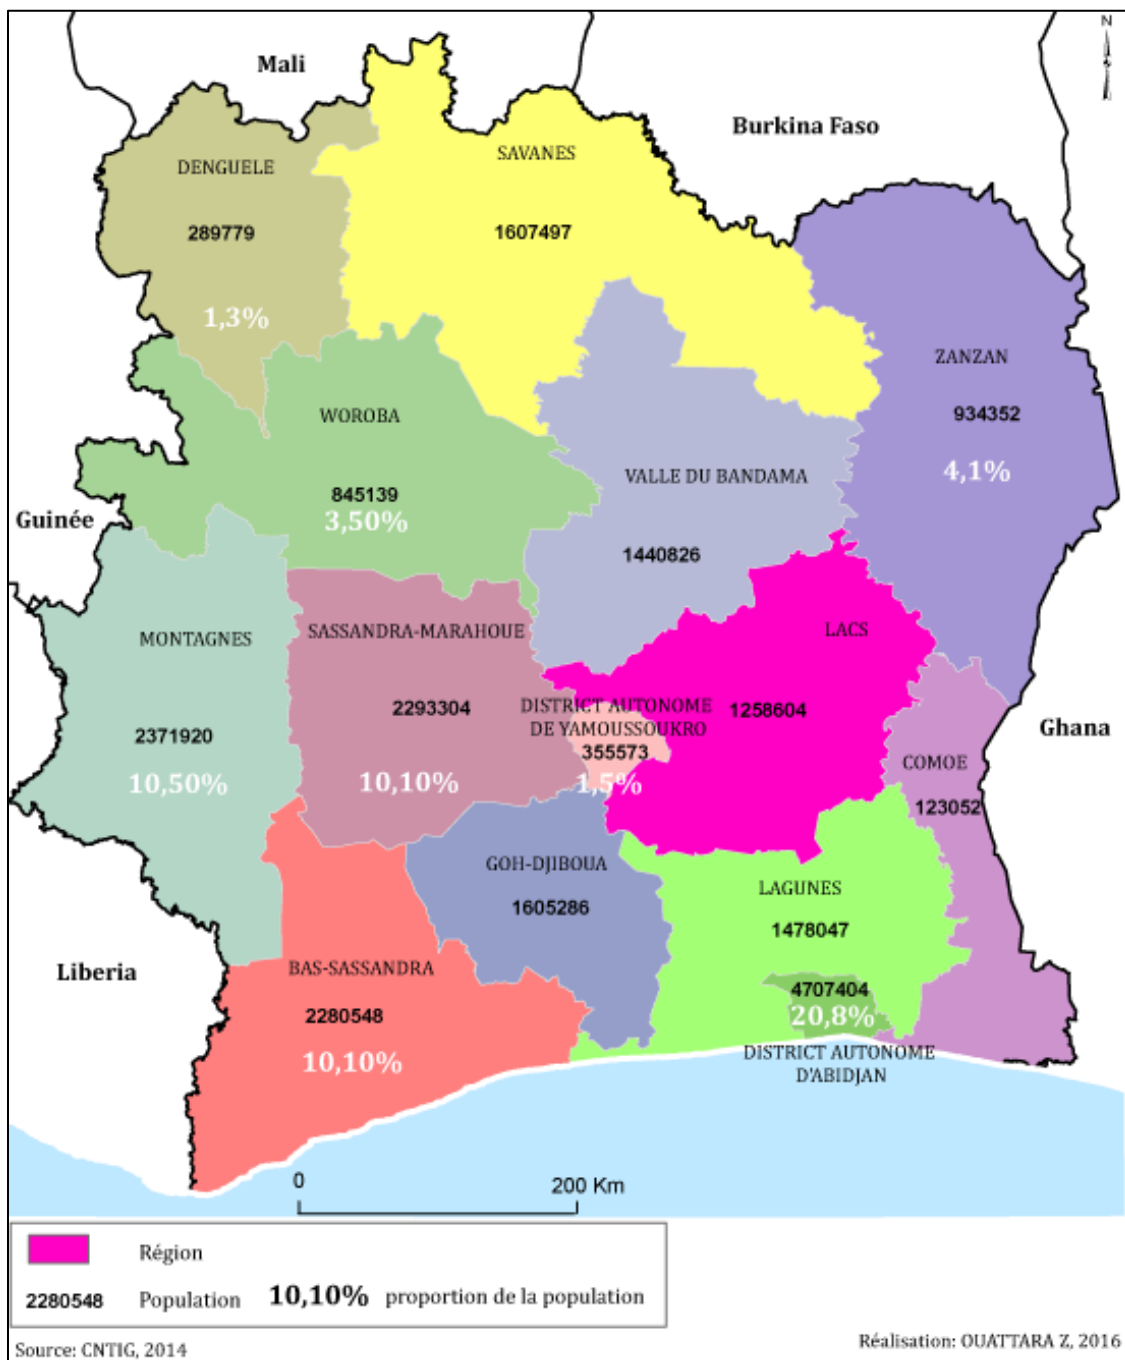 N
Mali
Burkina Faso
DENGUELE
289779
1,3%
SAVANES
1607497
ZANZAN
934352
4,1%
WOROBA
845139
3,50%
VALLE DU BANDAMA
1440826
Guinée
MONTAGNES
2371920
10,50%
SASSANDRA-MARAHOUE
2293304
10,10%
DISTRICT AUTONOME
DE YAMOUSSOUKRO
355573
1,5%
LACS
1258604
Ghana
COMOE
123052
GOH-DJIBOUA
1605286
LAGUNES
1478047
4707404
20,8%
DISTRICT AUTONOME
D'ABIDJAN
Liberia
BAS-SASSANDRA
2280548
10,10%
0 200 Km
Région
2280548 Population 10,10% proportion de la population
Source: CNTIG, 2014
Réalisation: OUATTARA Z, 2016